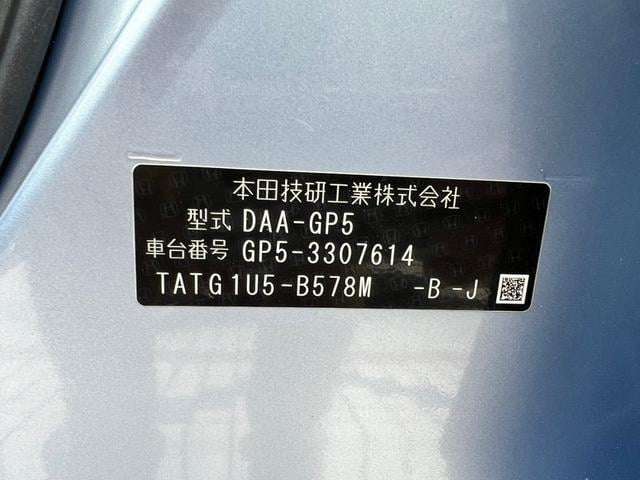 本田技研工業株式会社
型式 DAA-GP5
車台番号 GP5-3307614
TATG1U5-B578M -B -J